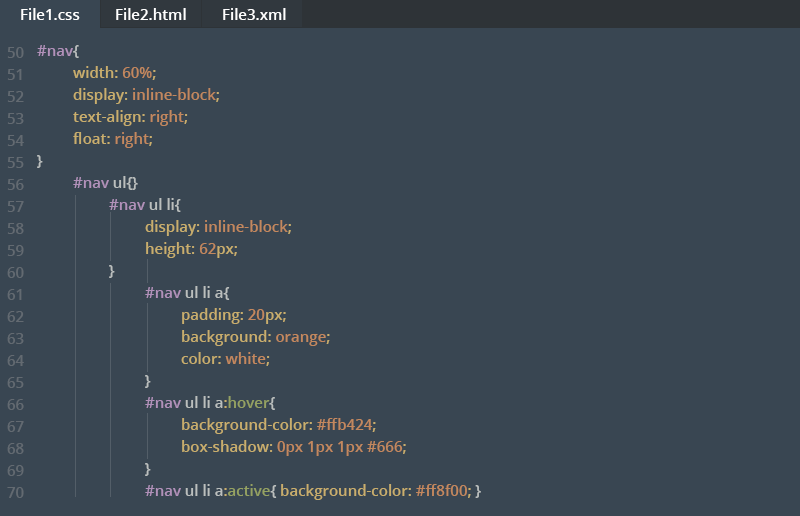 File1.css File2.html File3.xml
50 #nav{
51 width: 60%;
52 display: inline-block;
53 text-align: right;
54 float: right;
55 }
56 #nav ul{}
57 #nav ul li{
58 display: inline-block;
59 height: 62px;
60 }
61 #nav ul li a{
62 padding: 20px;
63 background: orange;
64 color: white;
65 }
66 #nav ul li a:hover{
67 background-color: #ffb424;
68 box-shadow: 0px 1px 1px #666;
69 }
70 #nav ul li a:active{ background-color: #ff8f00; }